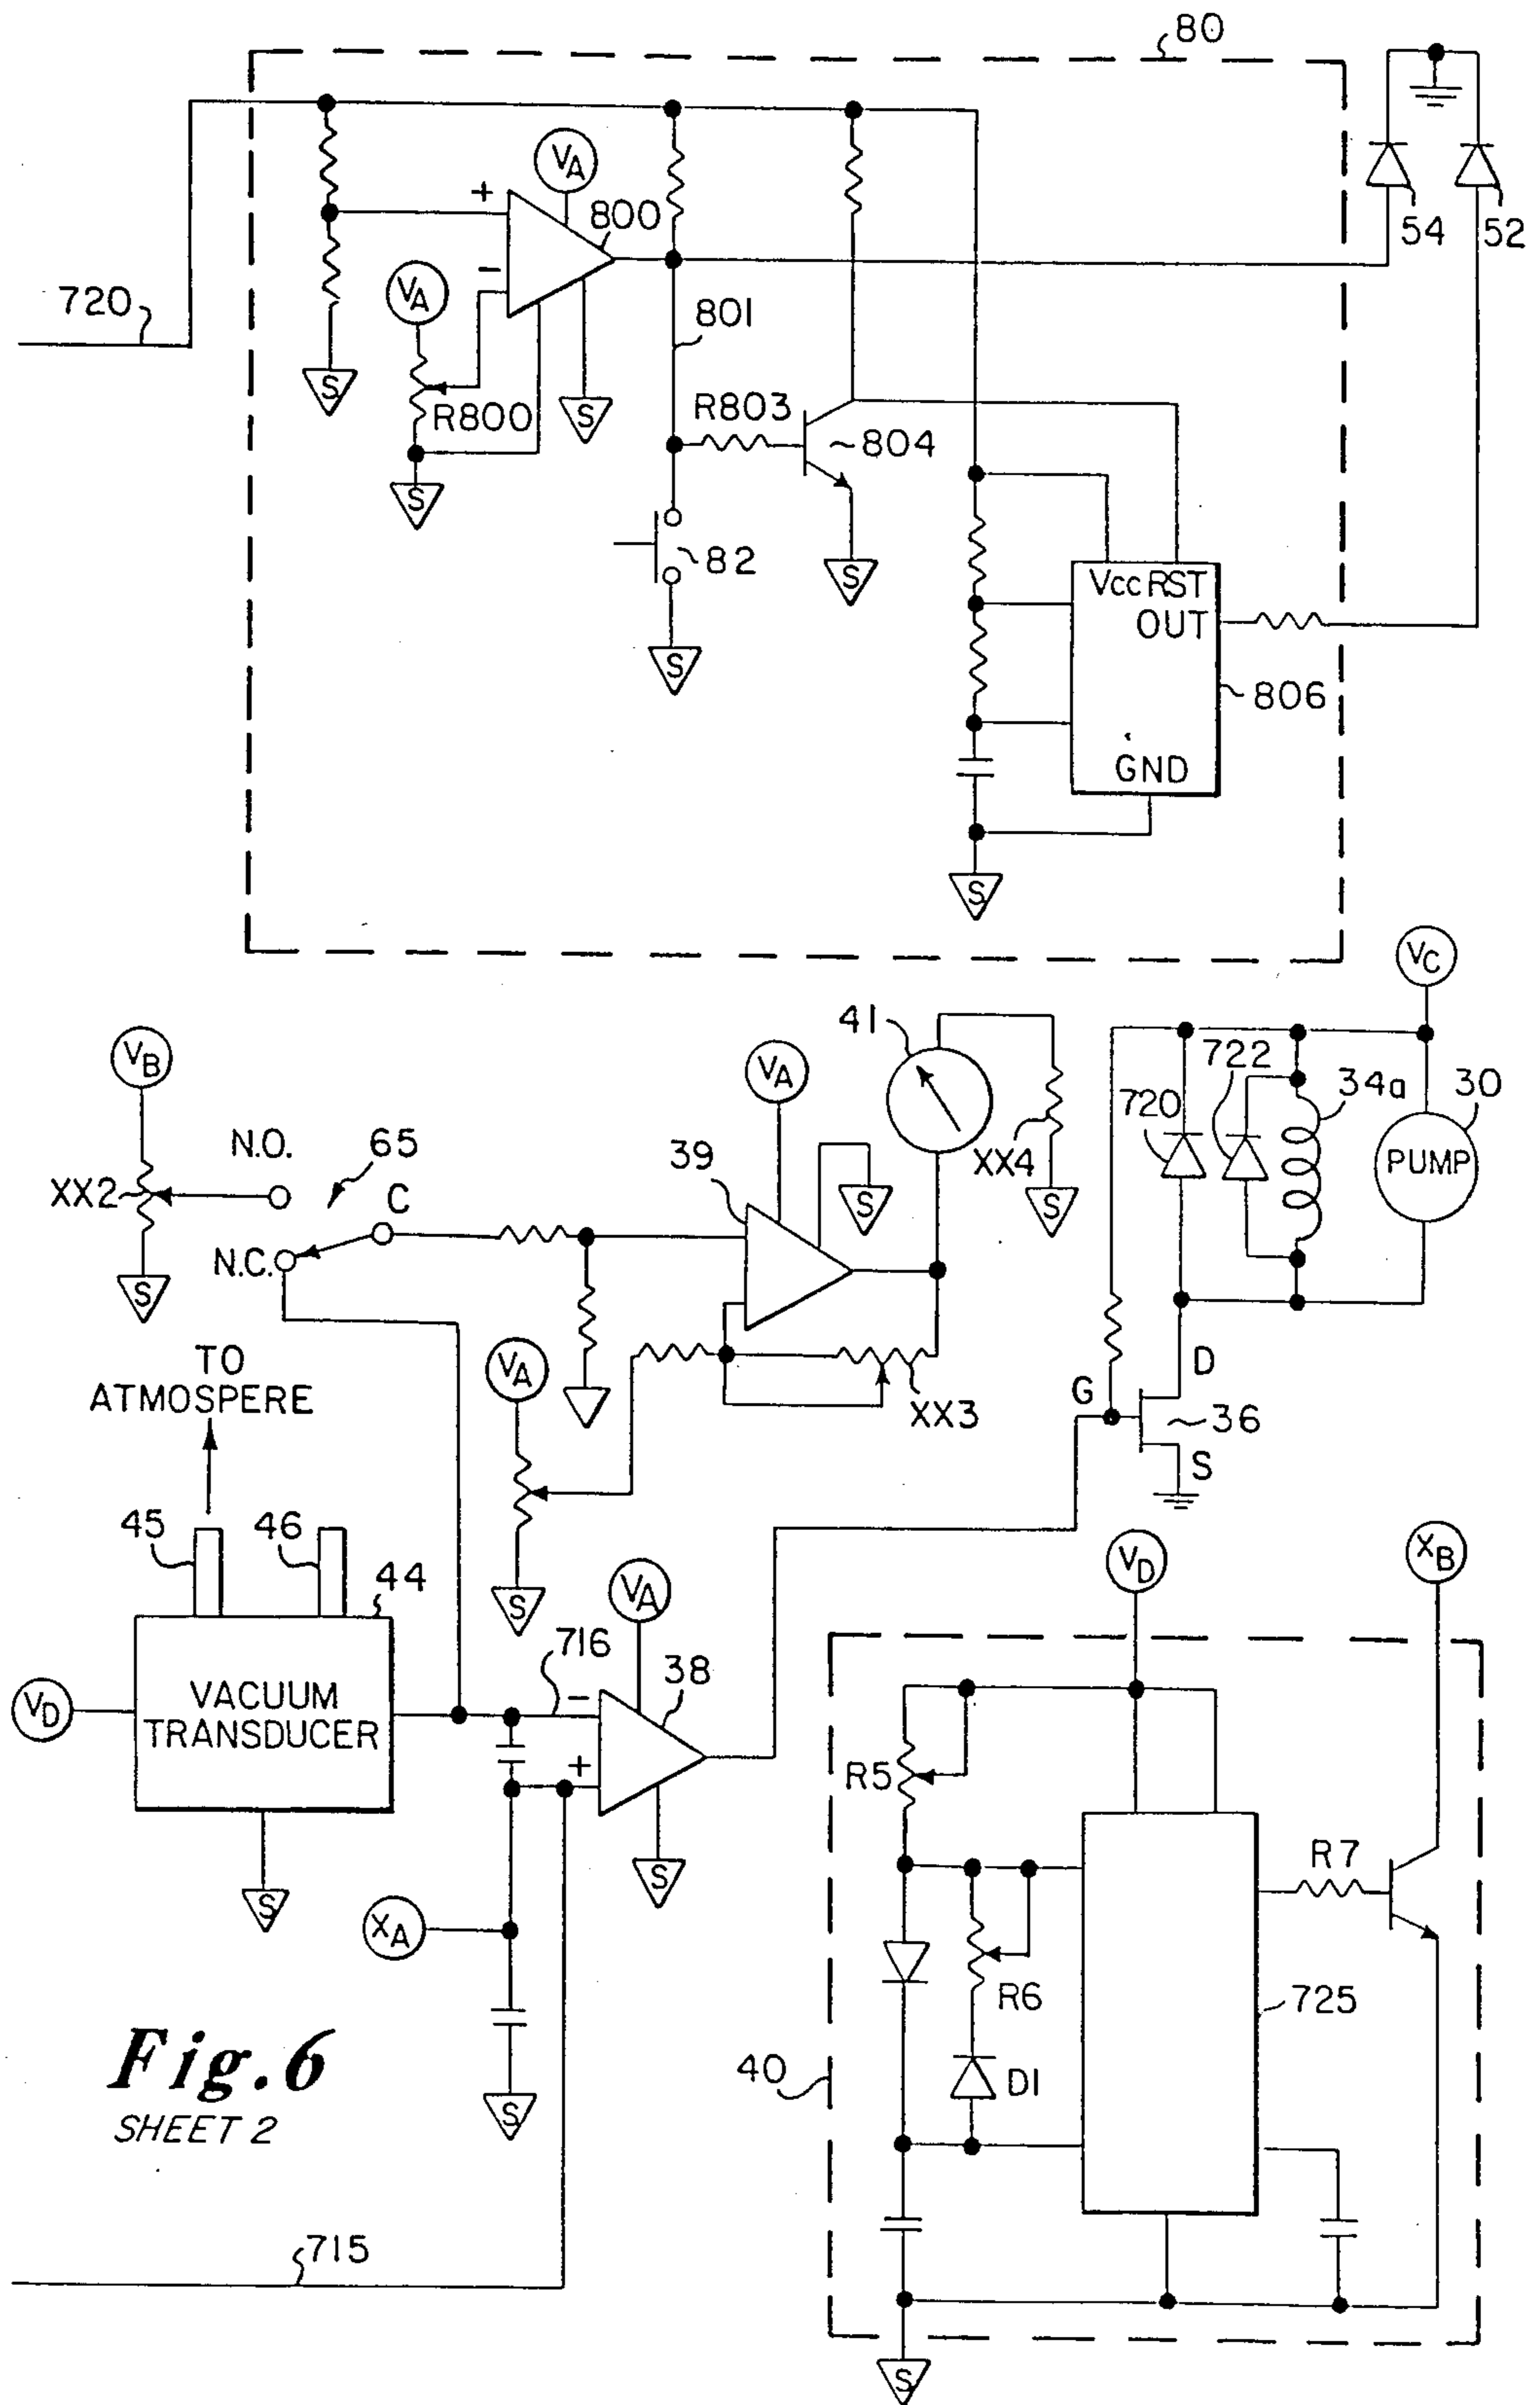 80
54
52
VA
+
800
-
VA
720
801
R800
R803
804
S
S
S
S
82
S
Vcc RST
OUT
806
GND
S
VC
VB
41
722
34a
30
VA
720
PUMP
N.O.
65
39
XX4
XX2
C
S
S
N.C.
S
TO
ATMOSPERE
VA
D
G
XX3
36
S
45
46
44
S
VD
XB
VA
716
38
VACUUM
TRANSDUCER
VD
-
+
R5
S
S
R7
XA
R6
725
Fig. 6
SHEET 2
40
D1
S
715
S